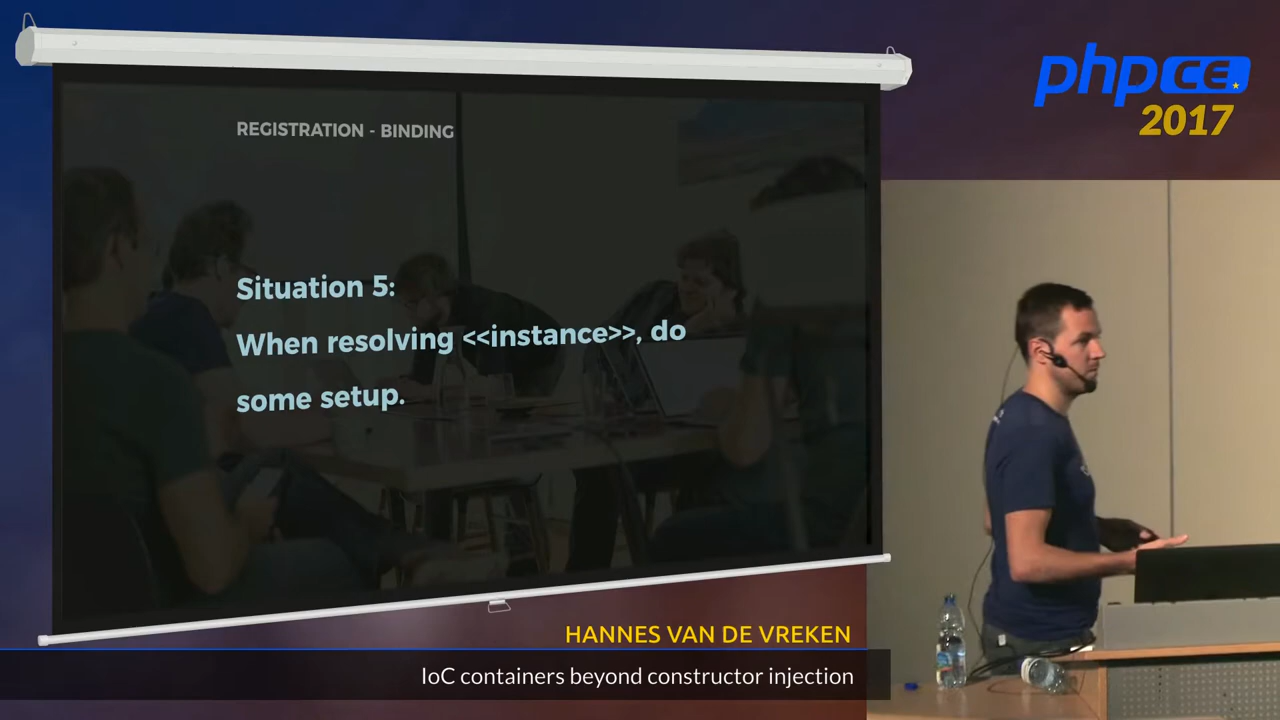 REGISTRATION - BINDING
Situation 5:
When resolving <<instance>>, do
some setup.
phpCE
2017
HANNES VAN DE VREKEN
IoC containers beyond constructor injection